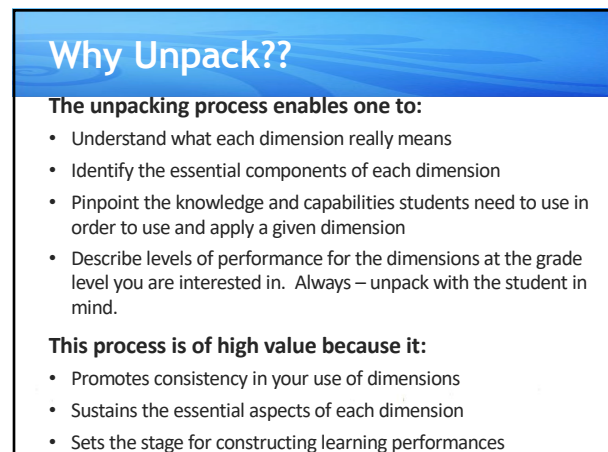 Why Unpack??
The unpacking process enables one to:
• Understand what each dimension really means
• Identify the essential components of each dimension
• Pinpoint the knowledge and capabilities students need to use in
order to use and apply a given dimension
• Describe levels of performance for the dimensions at the grade
level you are interested in.  Always – unpack with the student in
mind.
This process is of high value because it:
• Promotes consistency in your use of dimensions
• Sustains the essential aspects of each dimension
• Sets the stage for constructing learning performances